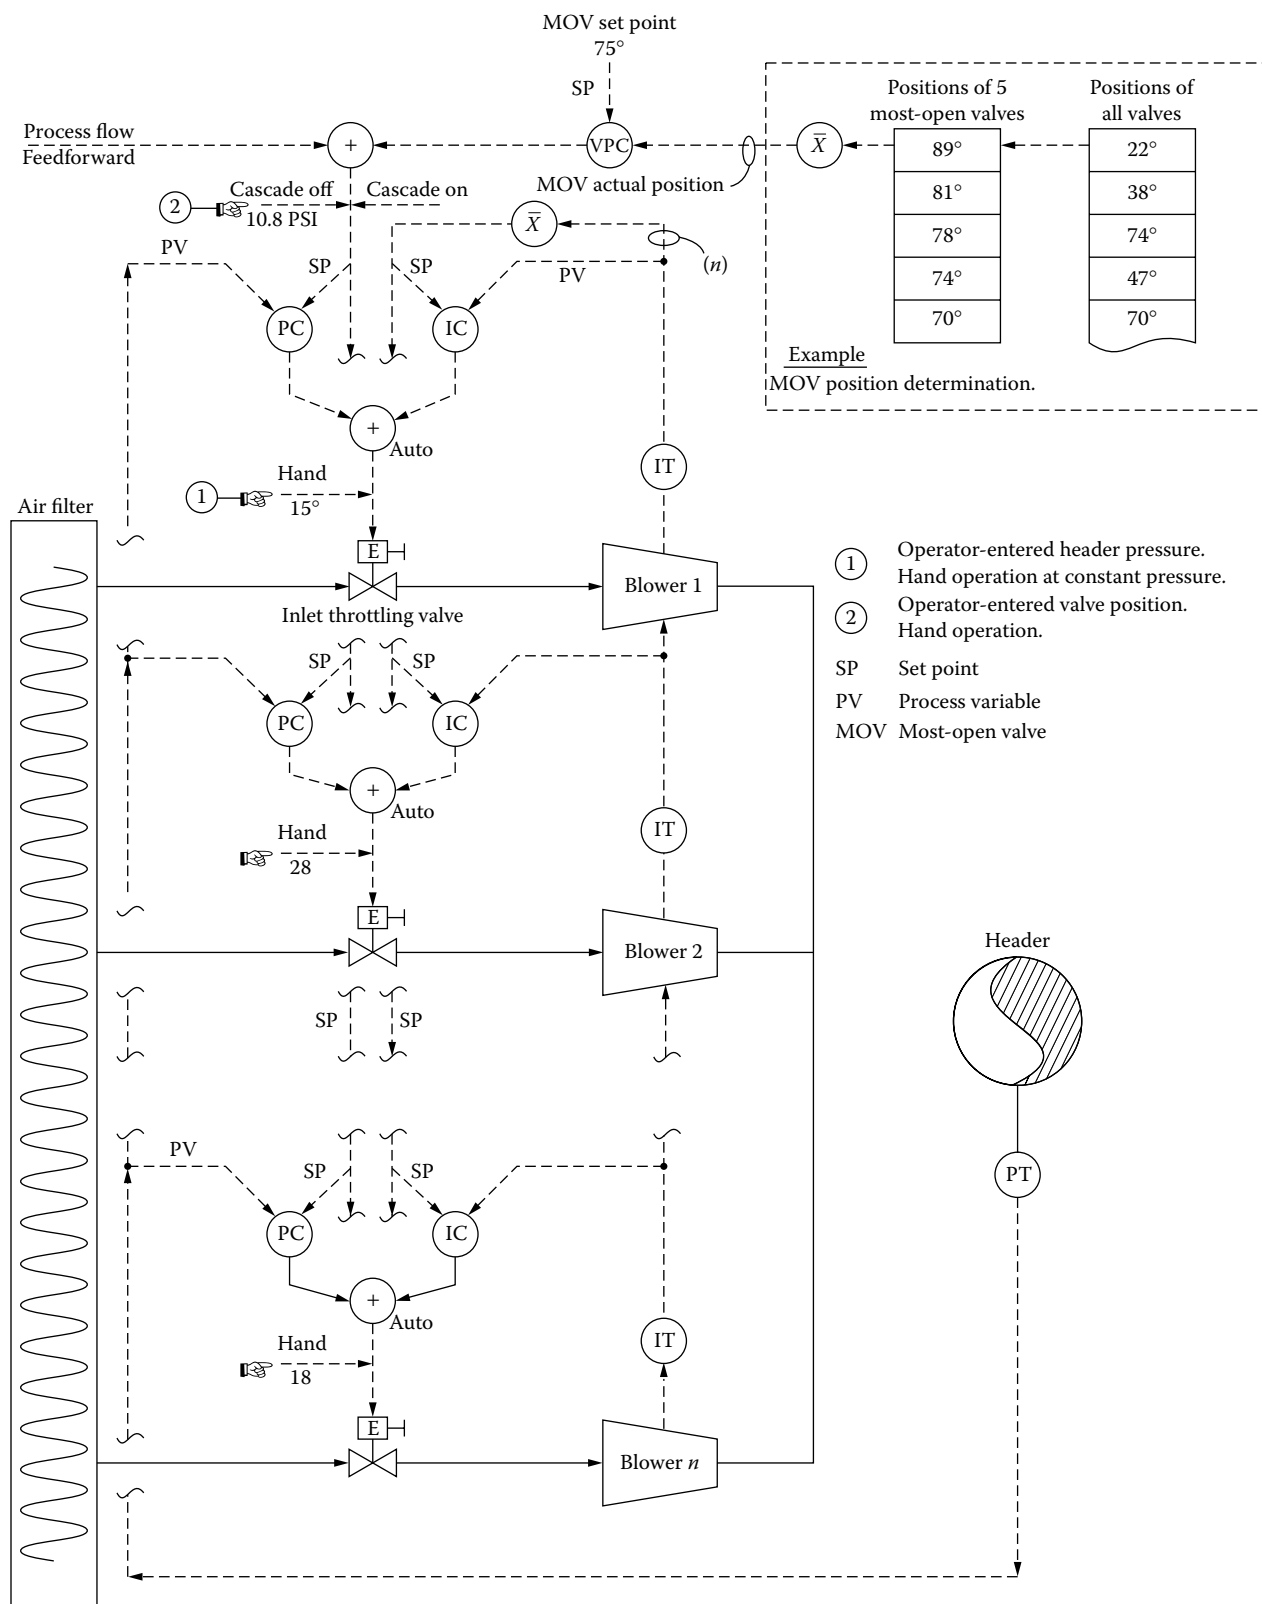 MOV set point
75°
SP
Process flow
Feedforward
+
VPC
X̄
MOV actual position
Positions of 5
most-open valves
89°
81°
78°
74°
70°
Positions of
all valves
22°
38°
74°
47°
70°
Example
MOV position determination.
2
Cascade off
10.8 PSI
Cascade on
X̄
(n)
PV
SP
SP
PV
PC
IC
+
Auto
IT
1
Hand
15°
Air filter
E
Inlet throttling valve
Blower 1
1 Operator-entered header pressure.
Hand operation at constant pressure.
2 Operator-entered valve position.
Hand operation.
SP Set point
PV Process variable
MOV Most-open valve
SP
SP
PC
IC
+
Auto
IT
Hand
28
E
Blower 2
Header
SP
SP
PV
SP
SP
PT
PC
IC
+
Auto
IT
Hand
18
E
Blower n